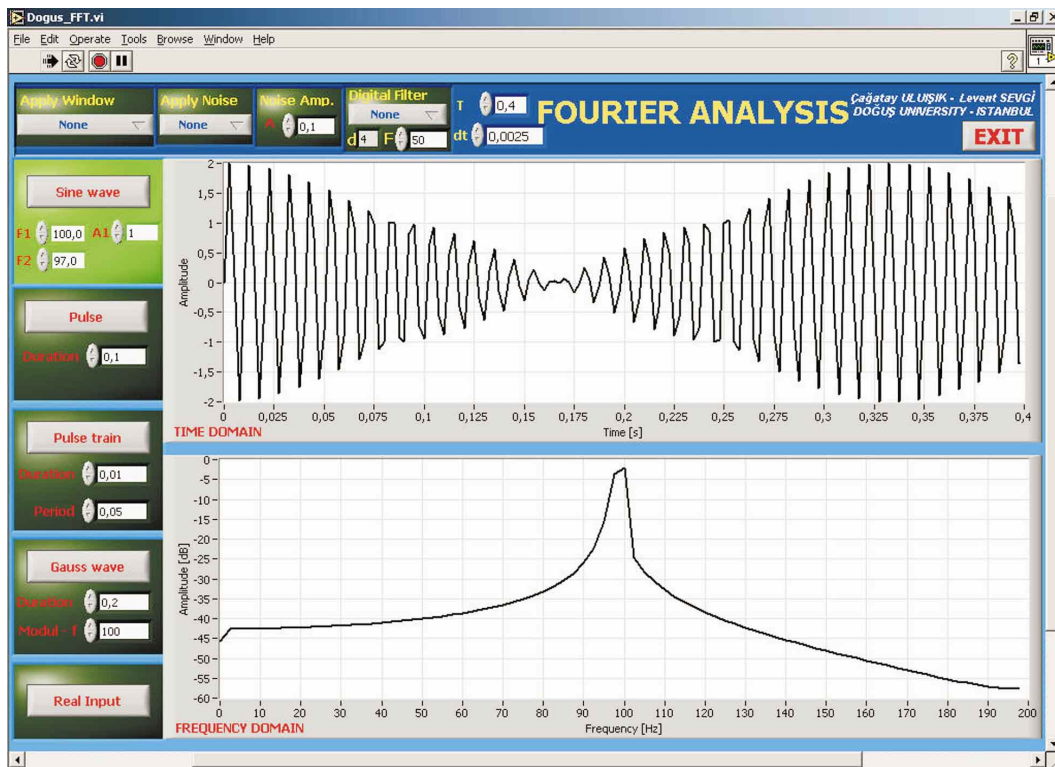 Dogus_FFT.vi
File Edit Operate Tools Browse Window Help
1
Apply Window
None
Apply Noise
None
Noise Amp.
A 0,1
Digital Filter
None
d 4 F 50
T 0,4
dt 0,0025
FOURIER ANALYSIS
Çağatay ULUIŞIK - Levent SEVGİ
DOĞUŞ UNIVERSITY - ISTANBUL
EXIT
Sine wave
F1 100,0 A1 1
F2 97,0
Pulse
Duration 0,1
Pulse train
Duration 0,01
Period 0,05
Gauss wave
Duration 0,2
Modul - f 100
Real Input
Amplitude
2
1,5
1
0,5
0
-0,5
-1
-1,5
-2
0 0,025 0,05 0,075 0,1 0,125 0,15 0,175 0,2 0,225 0,25 0,275 0,3 0,325 0,35 0,375 0,4
TIME DOMAIN
Time [s]
Amplitude [dB]
0
-5
-10
-15
-20
-25
-30
-35
-40
-45
-50
-55
-60
0 10 20 30 40 50 60 70 80 90 100 110 120 130 140 150 160 170 180 190 200
FREQUENCY DOMAIN
Frequency [Hz]